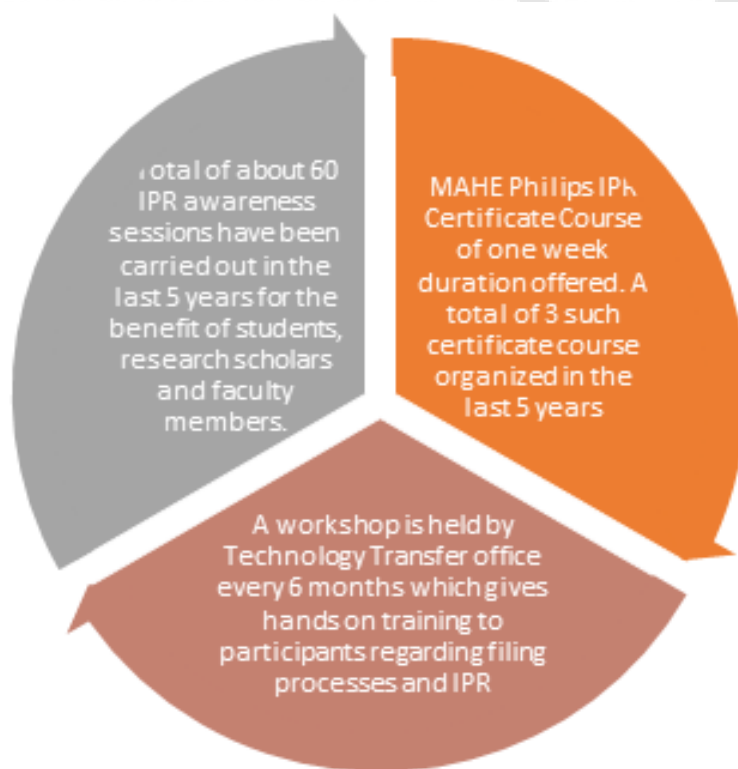 Total of about 60
IPR awareness
sessions have been
carried out in the
last 5 years for the
benefit of students,
research scholars
and faculty
members.
MAHE Philips IPR
Certificate Course
of one week
duration offered. A
total of 3 such
certificate course
organized in the
last 5 years
A workshop is held by
Technology Transfer office
every 6 months which gives
hands on training to
participants regarding filing
processes and IPR